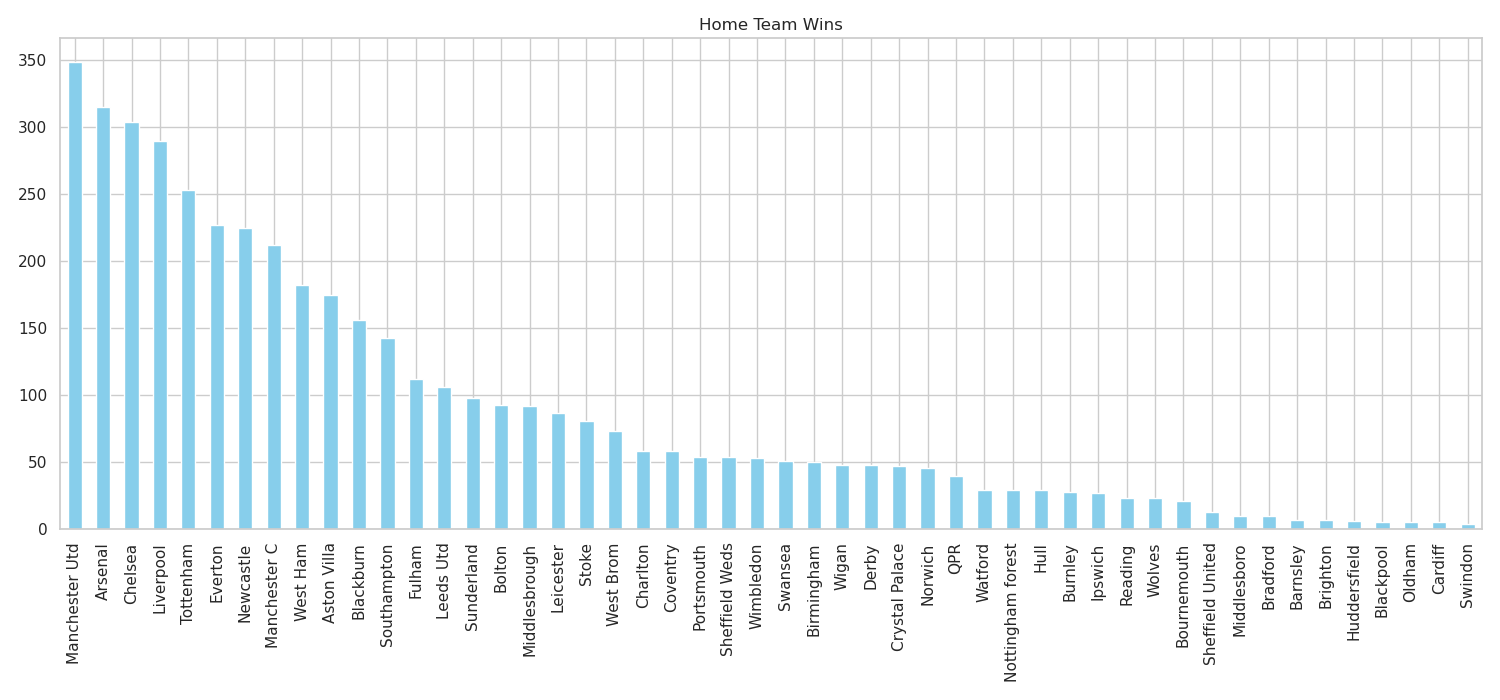 Home Team Wins
350
300
250
200
150
100
50
0
Manchester Utd
Arsenal
Chelsea
Liverpool
Tottenham
Everton
Newcastle
Manchester C
West Ham
Aston Villa
Blackburn
Southampton
Fulham
Leeds Utd
Sunderland
Bolton
Middlesbrough
Leicester
Stoke
West Brom
Charlton
Coventry
Portsmouth
Sheffield Weds
Wimbledon
Swansea
Birmingham
Wigan
Derby
Crystal Palace
Norwich
QPR
Watford
Nottingham forest
Hull
Burnley
Ipswich
Reading
Wolves
Bournemouth
Sheffield United
Middlesboro
Bradford
Barnsley
Brighton
Huddersfield
Blackpool
Oldham
Cardiff
Swindon